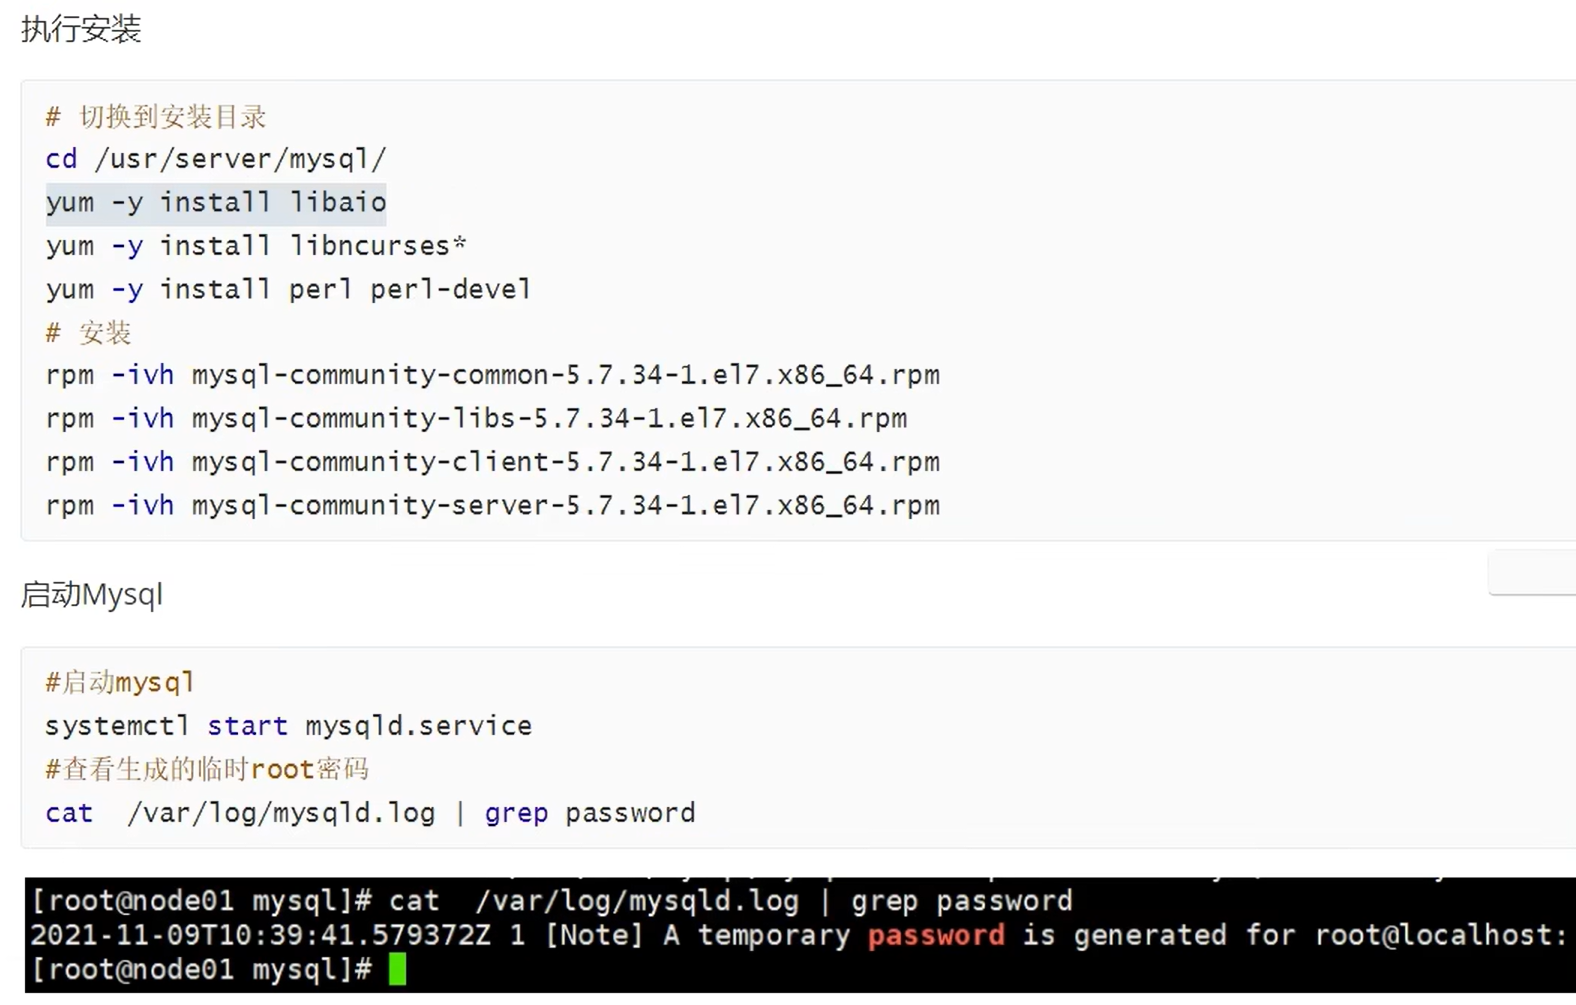 执行安装
# 切换到安装目录
cd /usr/server/mysql/
yum -y install libaio
yum -y install libncurses*
yum -y install perl perl-devel
# 安装
rpm -ivh mysql-community-common-5.7.34-1.el7.x86_64.rpm
rpm -ivh mysql-community-libs-5.7.34-1.el7.x86_64.rpm
rpm -ivh mysql-community-client-5.7.34-1.el7.x86_64.rpm
rpm -ivh mysql-community-server-5.7.34-1.el7.x86_64.rpm
启动Mysql
#启动mysql
systemctl start mysqld.service
#查看生成的临时root密码
cat  /var/log/mysqld.log | grep password
[root@node01 mysql]# cat  /var/log/mysqld.log | grep password
2021-11-09T10:39:41.579372Z 1 [Note] A temporary password is generated for root@localhost:
[root@node01 mysql]#